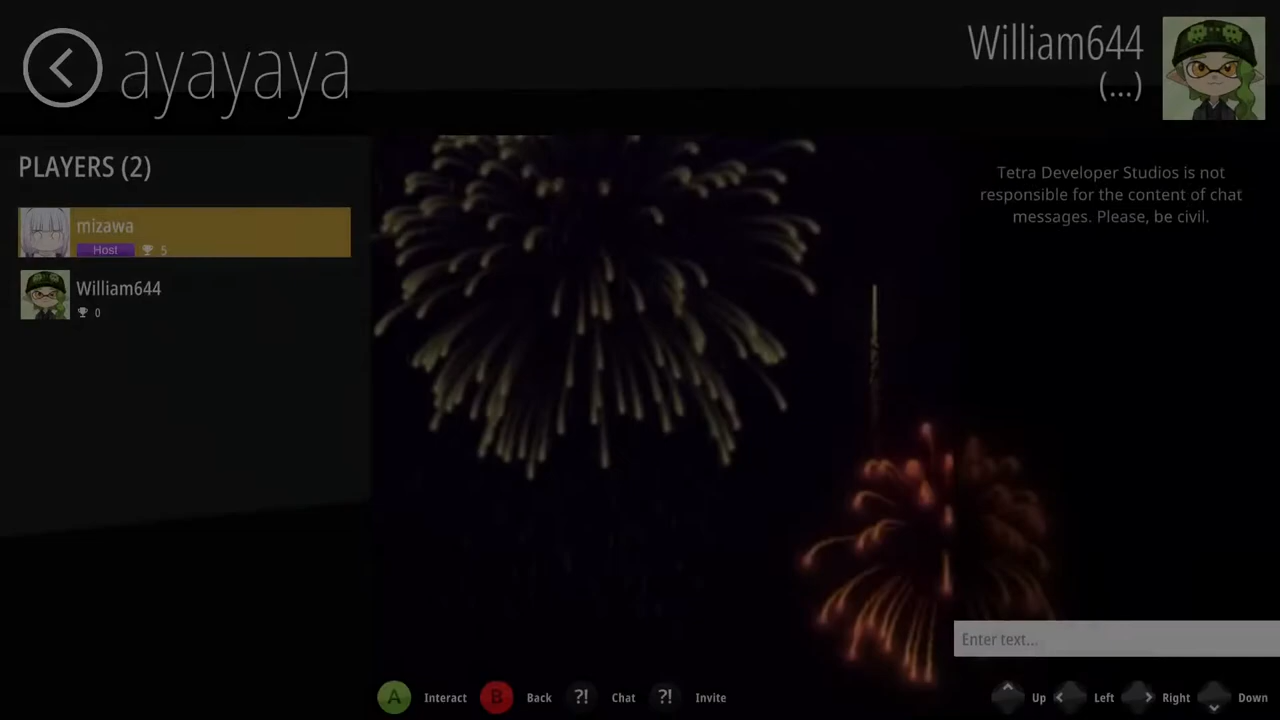 ayayaya
William644
(...)
PLAYERS (2)
mizawa
Host 5
William644
0
Tetra Developer Studios is not
responsible for the content of chat
messages. Please, be civil.
Enter text...
A Interact B Back ?! Chat ?! Invite
Up Left Right Down